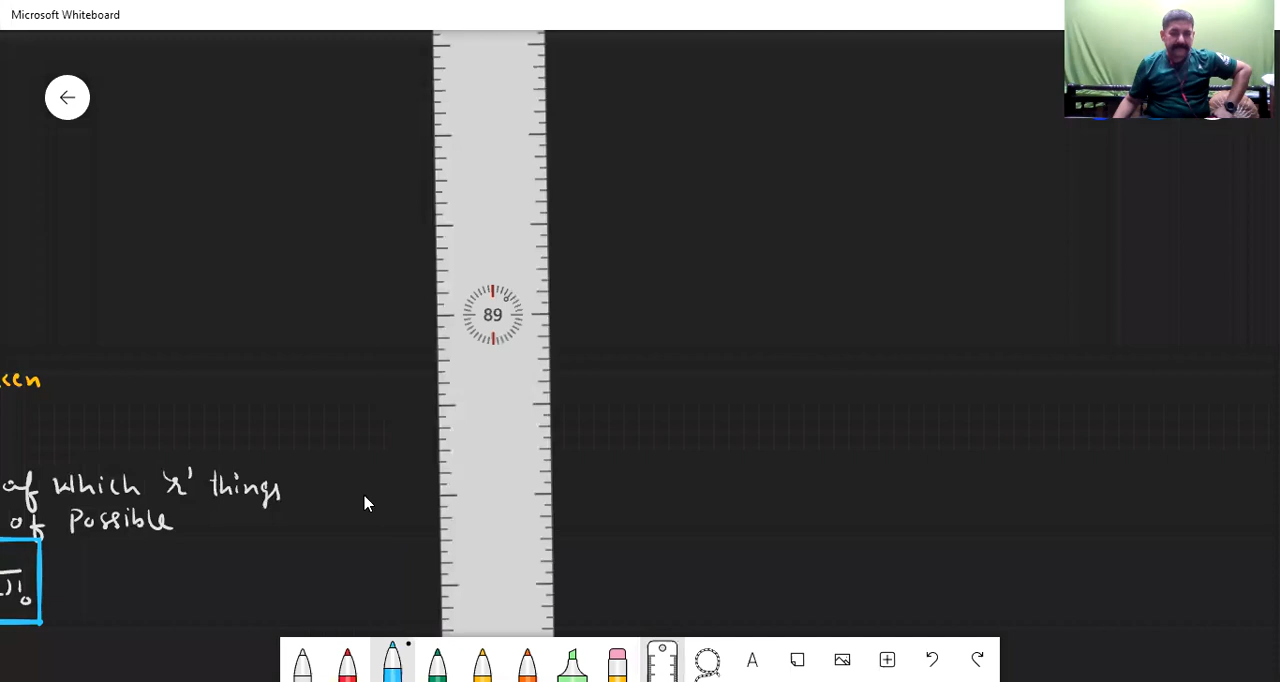 Microsoft Whiteboard
89
of which 'r' things
of possible